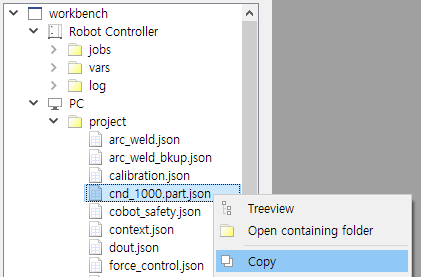 workbench
Robot Controller
jobs
vars
log
PC
project
arc_weld.json
arc_weld_bkup.json
calibration.json
cnd_1000.part.json
cobot_safety.json
context.json
dout.json
force_control.json
Treeview
Open containing folder
Copy